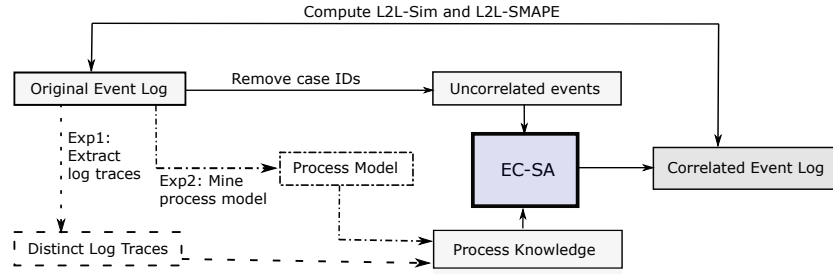 Compute L2L-Sim and L2L-SMAPE
Original Event Log
Remove case IDs
Uncorrelated events
Exp1:
Extract
log traces
Exp2: Mine
process model
Process Model
EC-SA
Correlated Event Log
Distinct Log Traces
Process Knowledge